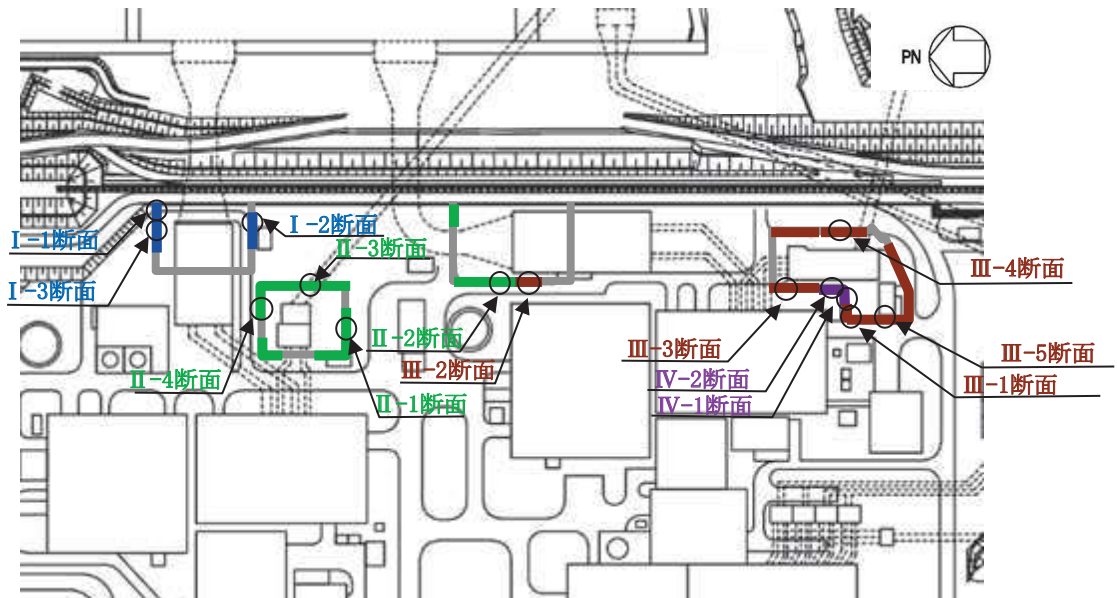 PN
Ⅰ-1断面
Ⅰ-2断面
Ⅱ-3断面
Ⅲ-4断面
Ⅰ-3断面
Ⅱ-2断面
Ⅲ-3断面
Ⅲ-5断面
Ⅲ-2断面
Ⅱ-4断面
Ⅳ-2断面
Ⅲ-1断面
Ⅱ-1断面
Ⅳ-1断面